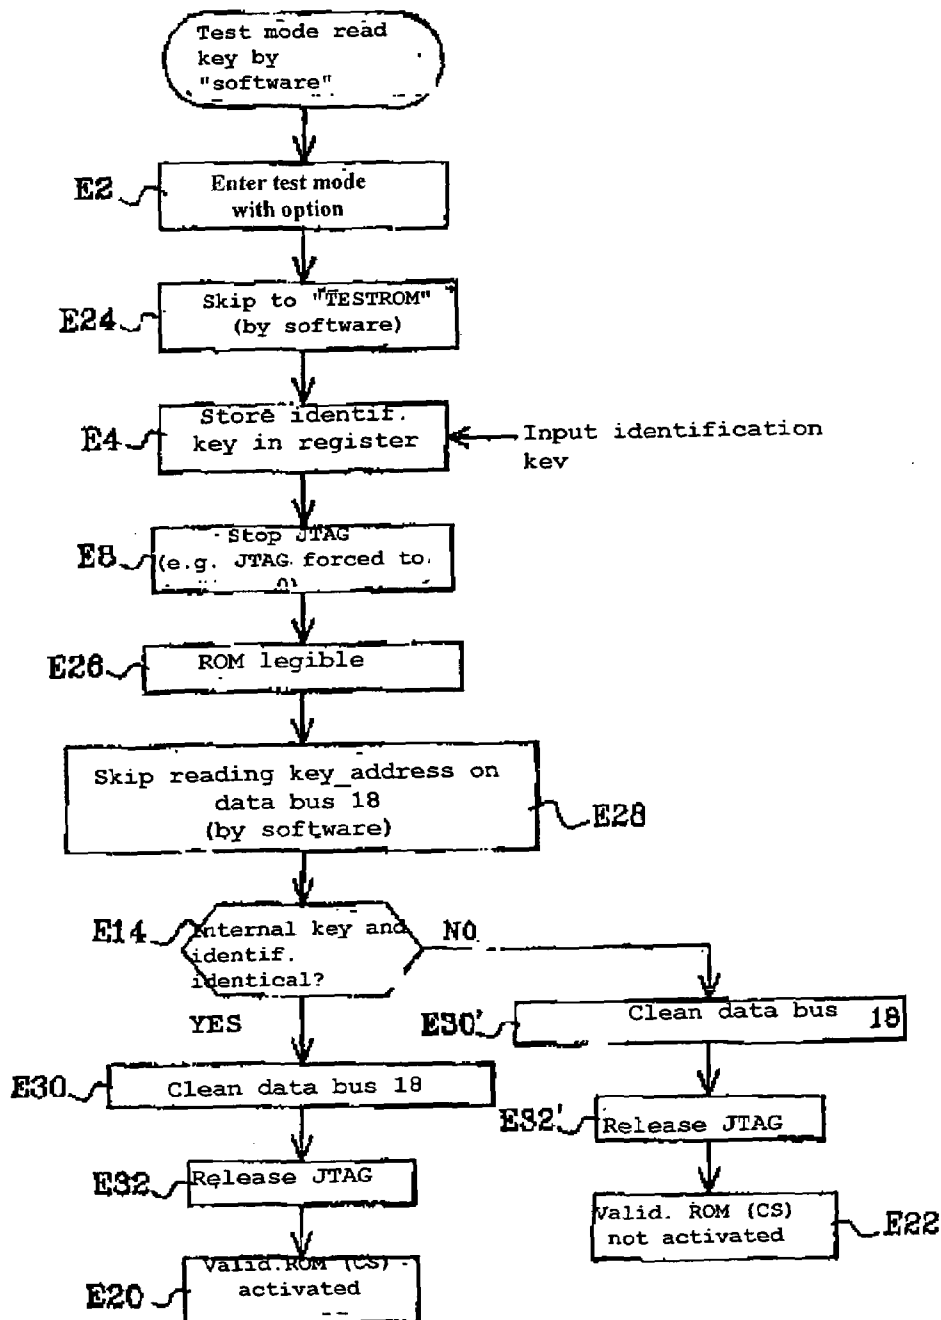 Test mode read
key by
"software"
E2
Enter test mode
with option
E24
Skip to "TESTROM"
(by software)
E4
Store identif.
key in register
Input identification
key
E8
Stop JTAG
(e.g. JTAG forced to
0)
E26
ROM legible
Skip reading key_address on
data bus 18
(by software)
E28
E14
Internal key and
identif.
identical?
NO
YES
E30'
Clean data bus 18
E30
Clean data bus 18
E32'
Release JTAG
E32
Release JTAG
Valid. ROM (CS)
not activated
E22
E20
Valid.ROM (CS)
activated